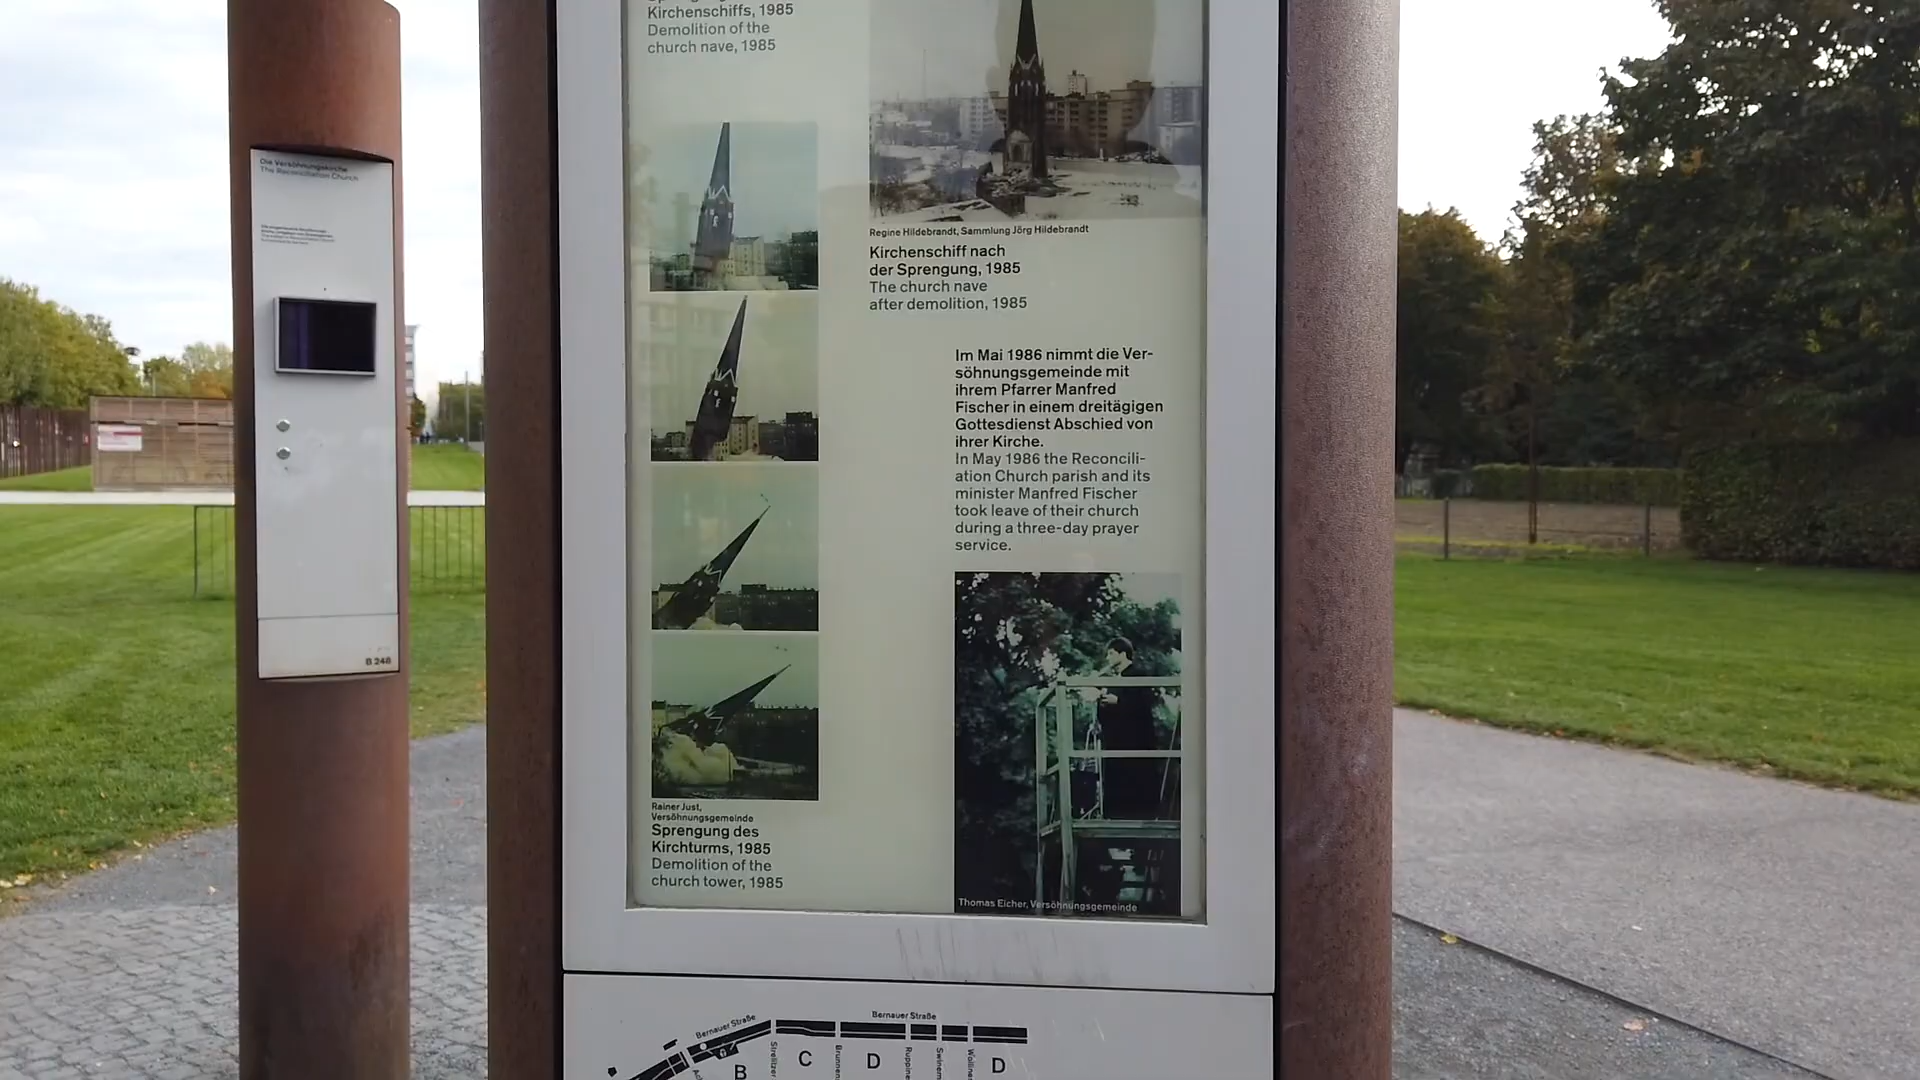 Die Versöhnungskirche
The Reconciliation Church
B 248
Kirchenschiffs, 1985
Demolition of the
church nave, 1985
Rainer Just,
Versöhnungsgemeinde
Sprengung des
Kirchturms, 1985
Demolition of the
church tower, 1985
Regine Hildebrandt, Sammlung Jörg Hildebrandt
Kirchenschiff nach
der Sprengung, 1985
The church nave
after demolition, 1985
Im Mai 1986 nimmt die Ver-
söhnungsgemeinde mit
ihrem Pfarrer Manfred
Fischer in einem dreitägigen
Gottesdienst Abschied von
ihrer Kirche.
In May 1986 the Reconcili-
ation Church parish and its
minister Manfred Fischer
took leave of their church
during a three-day prayer
service.
Thomas Eicher, Versöhnungsgemeinde
Bernauer Straße
Bernauer Straße
B
C
D
D